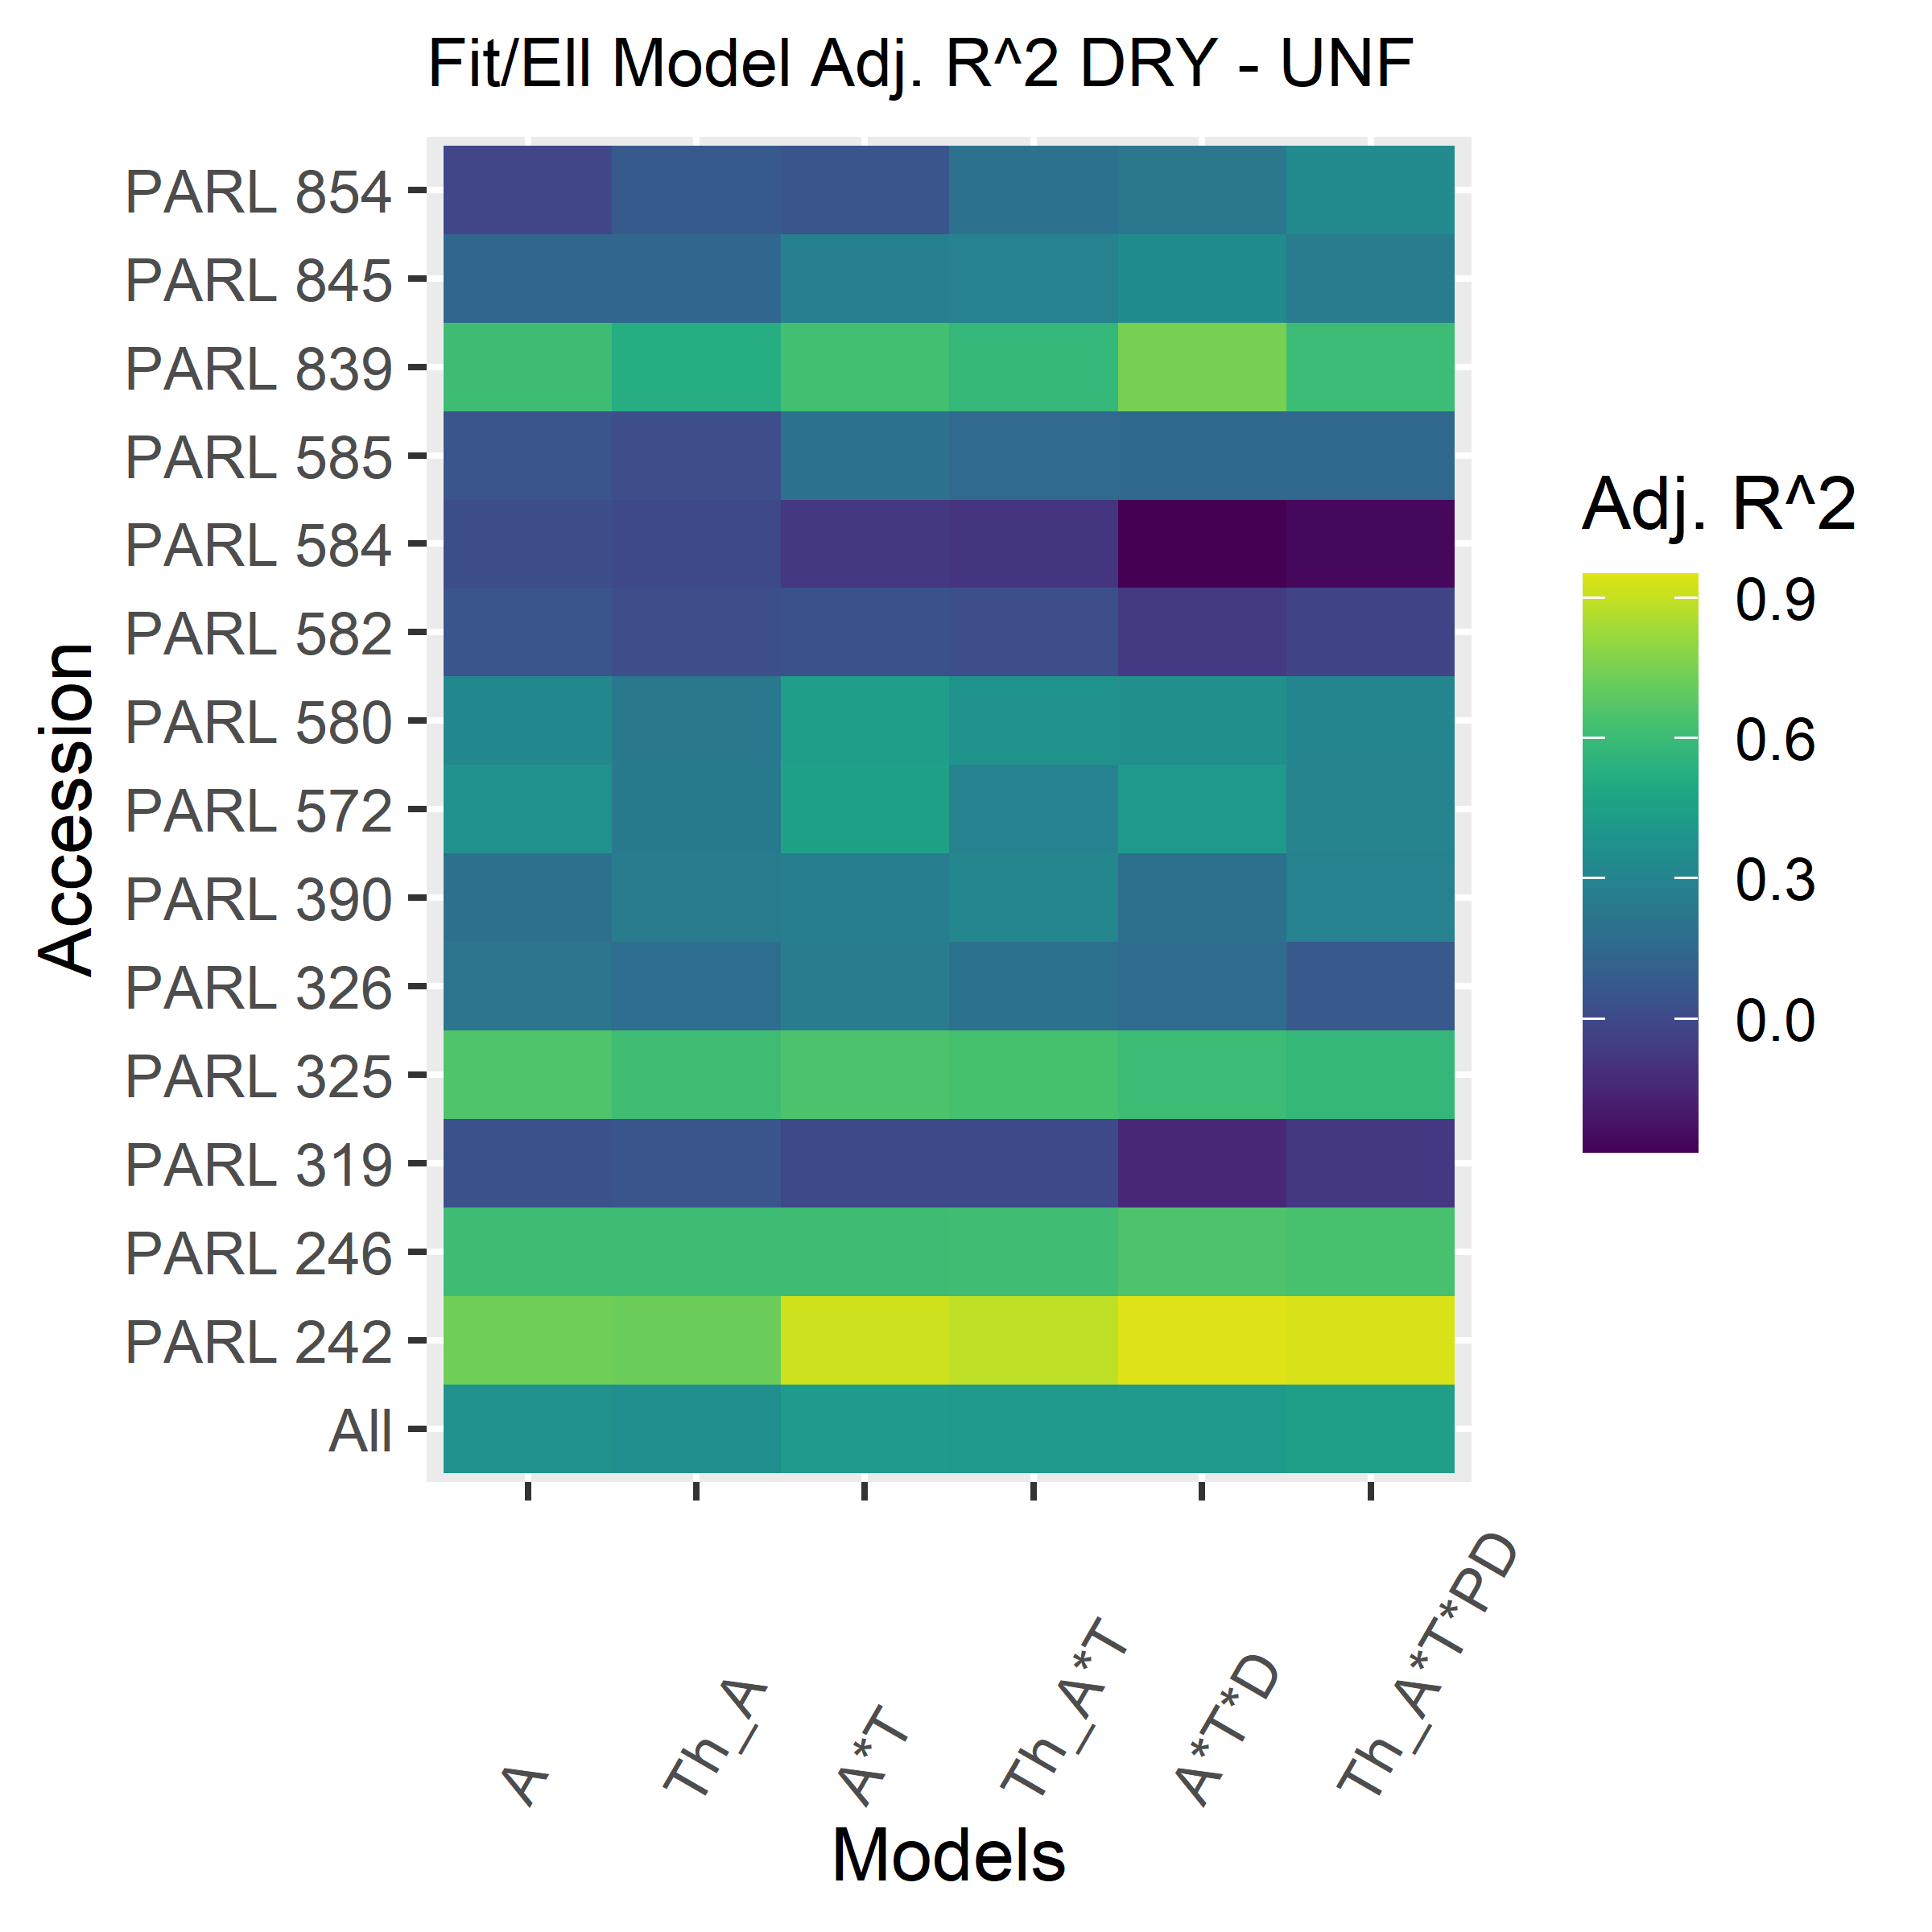 Fit/Ell Model Adj. R^2 DRY - UNF
PARL 854
PARL 845
PARL 839
PARL 585
PARL 584
PARL 582
PARL 580
PARL 572
PARL 390
PARL 326
PARL 325
PARL 319
PARL 246
PARL 242
All
Accession
A
Th_A
A*T
Th_A*T
A*T*D
Th_A*T*PD
Models
Adj. R^2
0.9
0.6
0.3
0.0